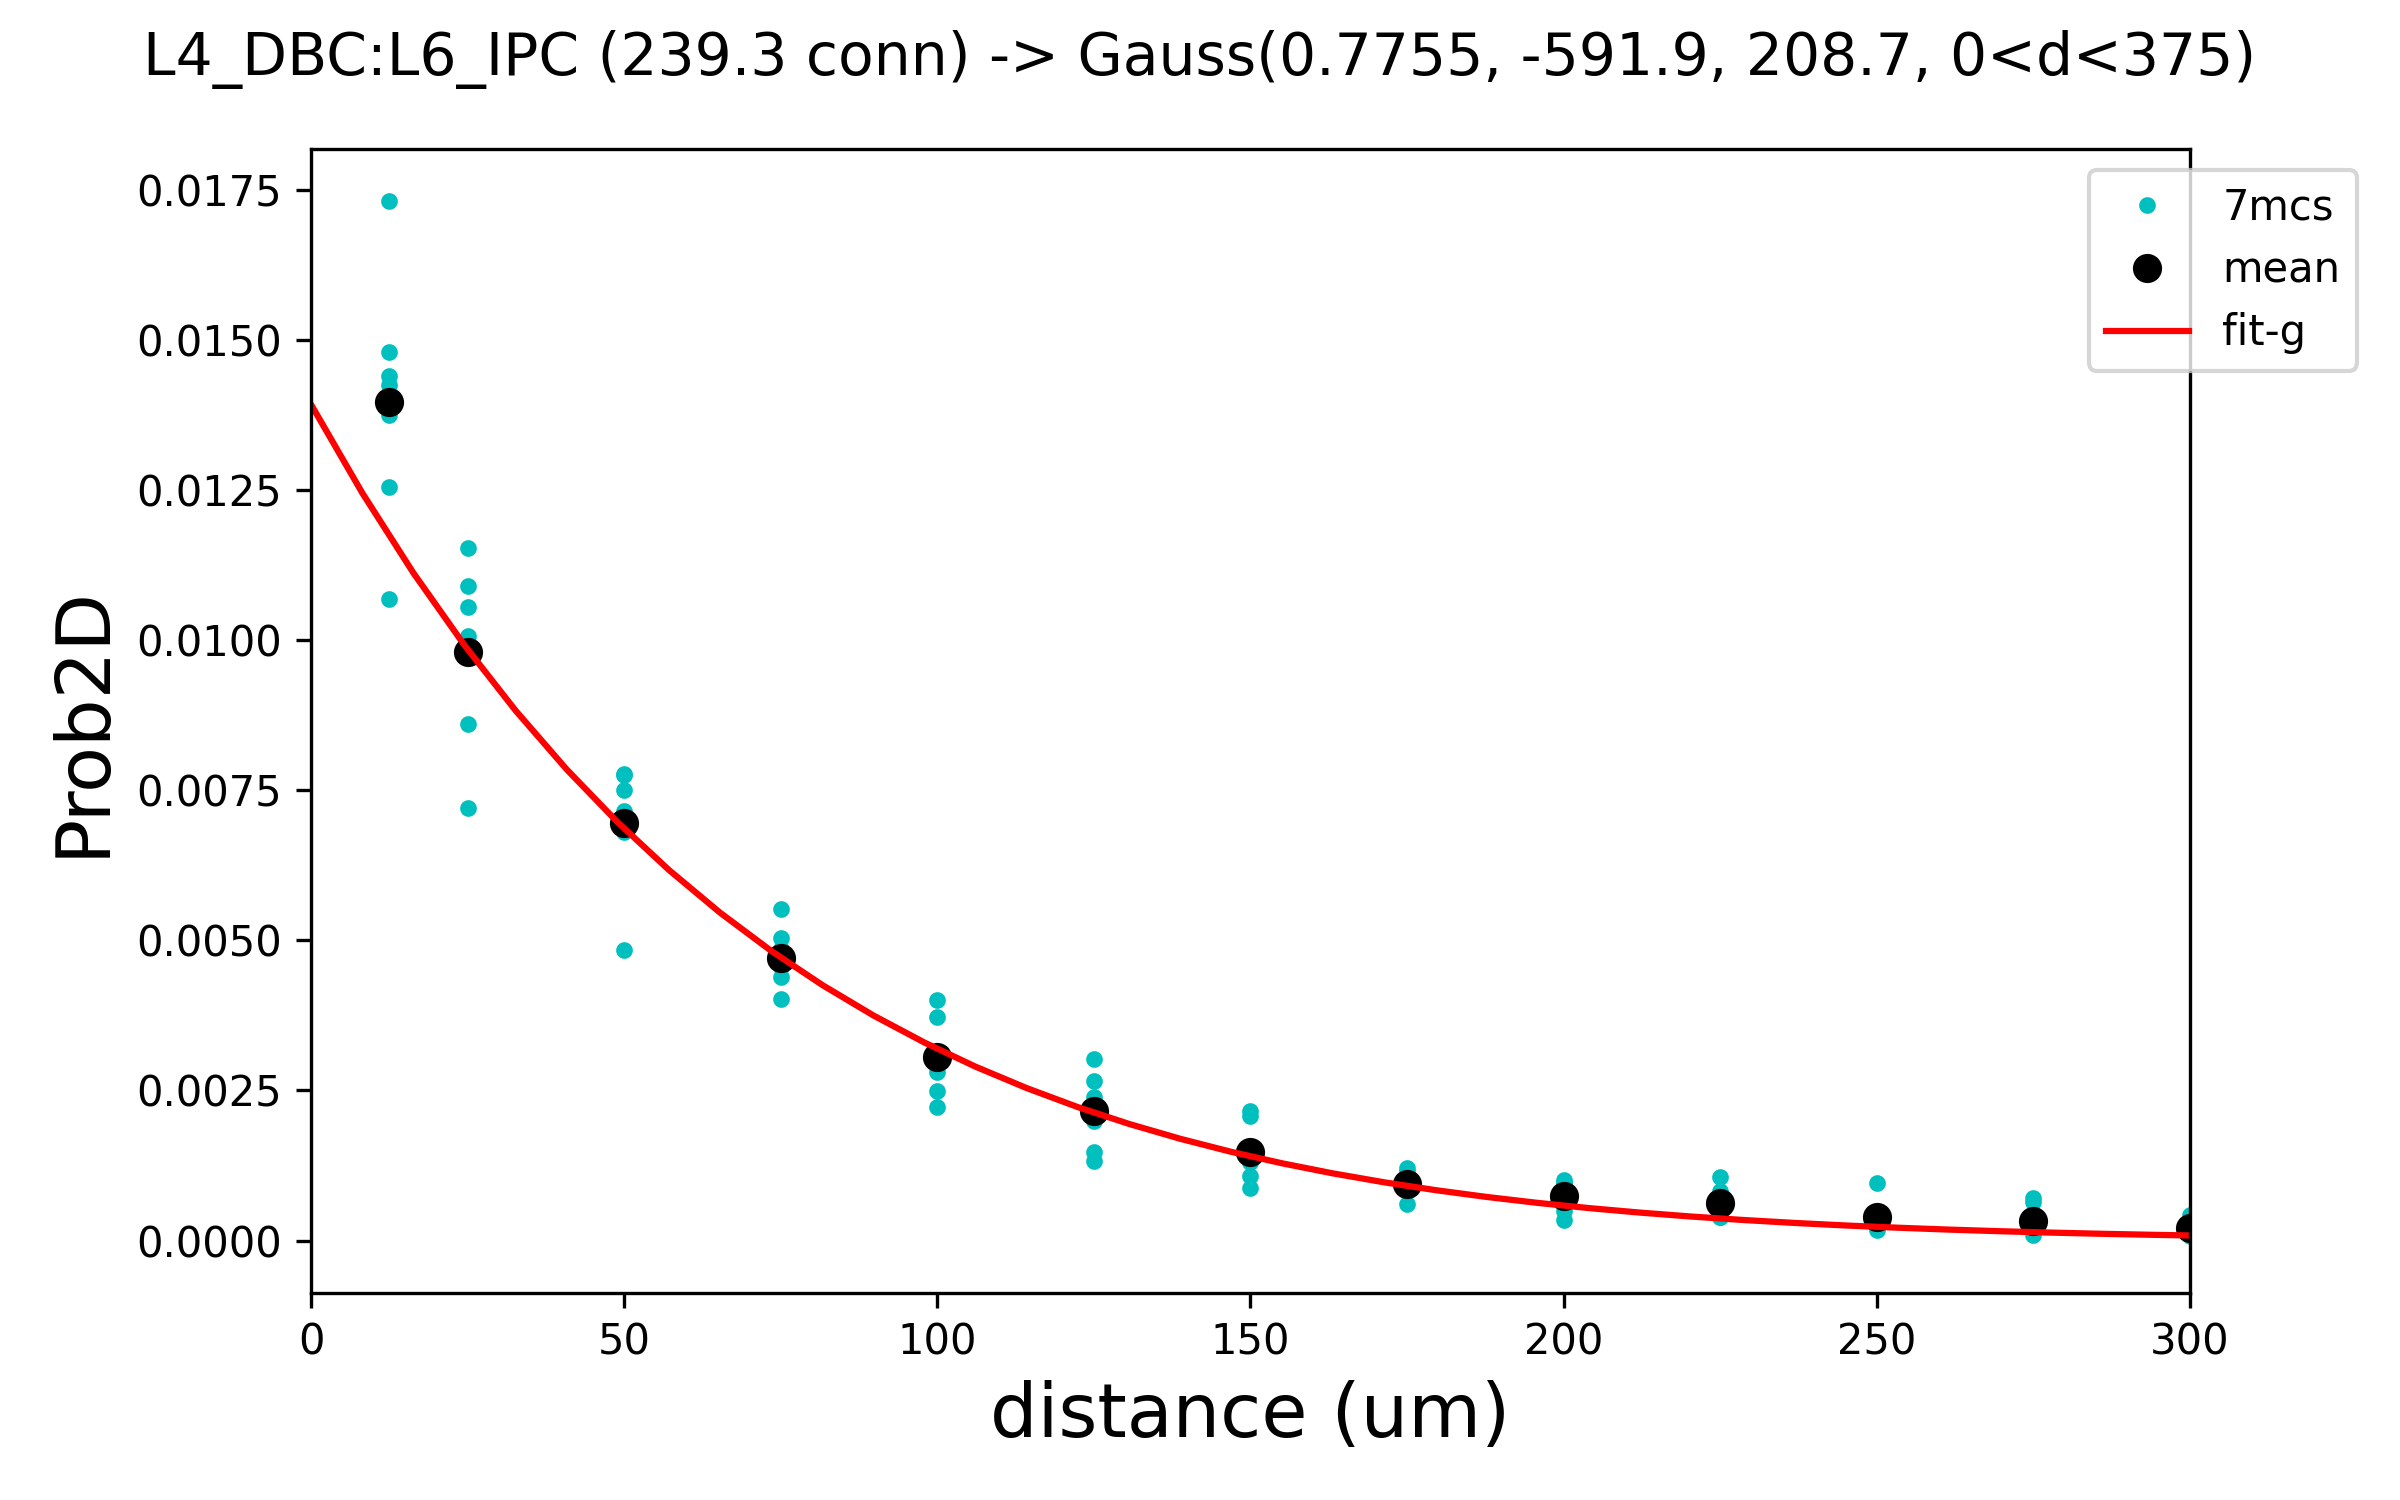 L4_DBC:L6_IPC (239.3 conn) -> Gauss(0.7755, -591.9, 208.7, 0<d<375)
0.0175
0.0150
0.0125
0.0100
0.0075
0.0050
0.0025
0.0000
Prob2D
7mcs
mean
fit-g
0 50 100 150 200 250 300
distance (um)